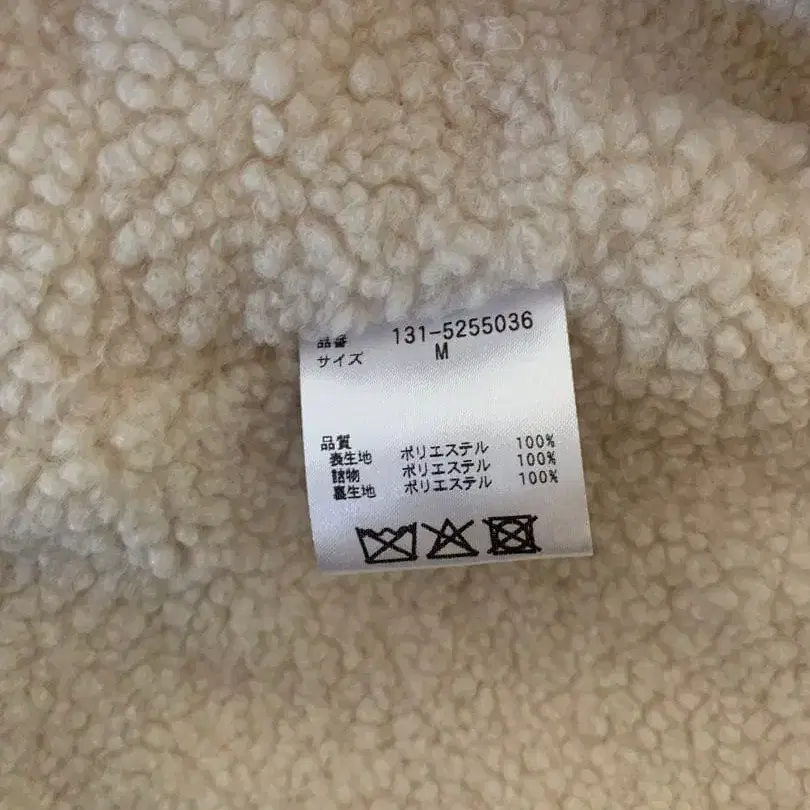 品番 131-5255036
サイズ M
品質
表生地 ポリエステル 100%
詰物 ポリエステル 100%
裏生地 ポリエステル 100%